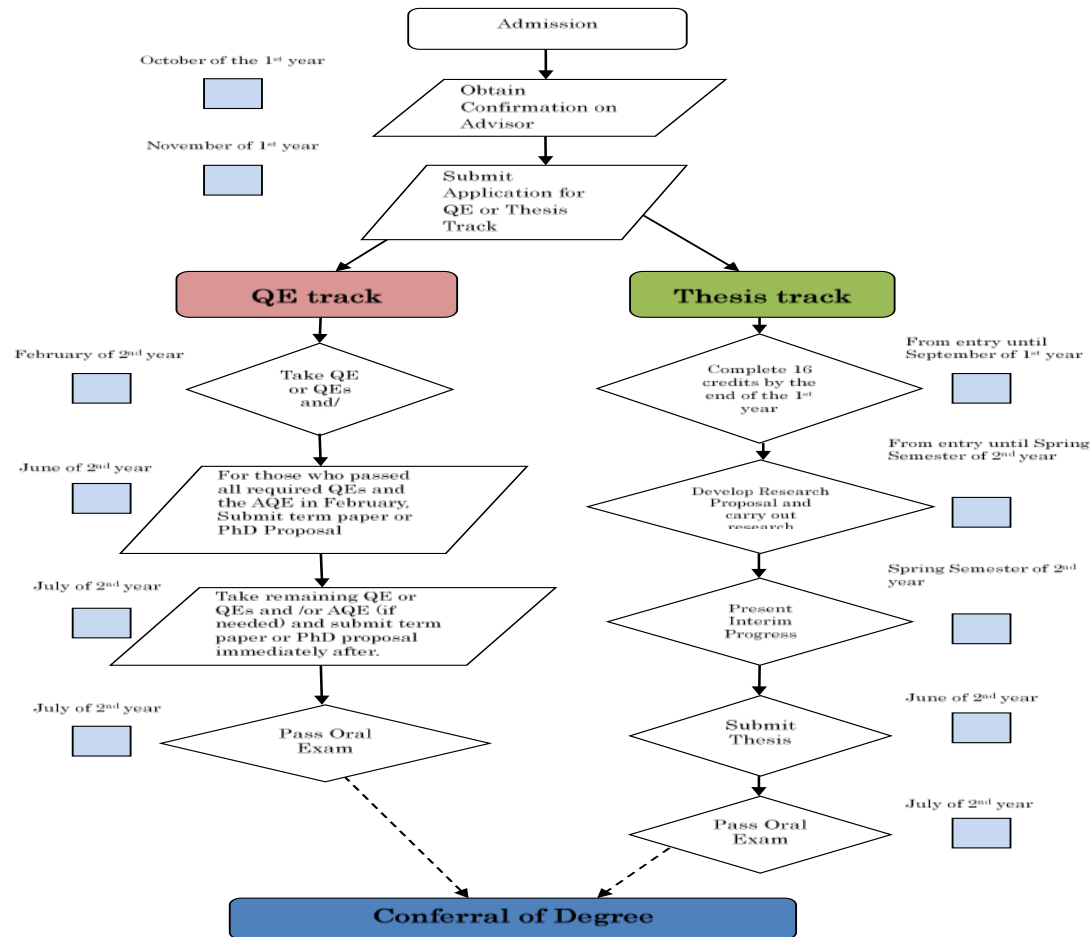 Admission
October of the 1st year
Obtain
Confirmation on
Advisor
November of 1st year
Submit
Application for
QE or Thesis
Track
QE track
Thesis track
February of 2nd year
Take QE
or QEs
and/
From entry until
September of 1st year
Complete 16
credits by the
end of the 1st
year
June of 2nd year
For those who passed
all required QEs and
the AQE in February,
Submit term paper or
PhD Proposal
From entry until Spring
Semester of 2nd year
Develop Research
Proposal and
carry out
research
July of 2nd year
Take remaining QE or
QEs and /or AQE (if
needed) and submit term
paper or PhD proposal
immediately after.
Spring Semester of 2nd
year
Present
Interim
Progress
July of 2nd year
Pass Oral
Exam
June of 2nd year
Submit
Thesis
July of 2nd year
Pass Oral
Exam
Conferral of Degree